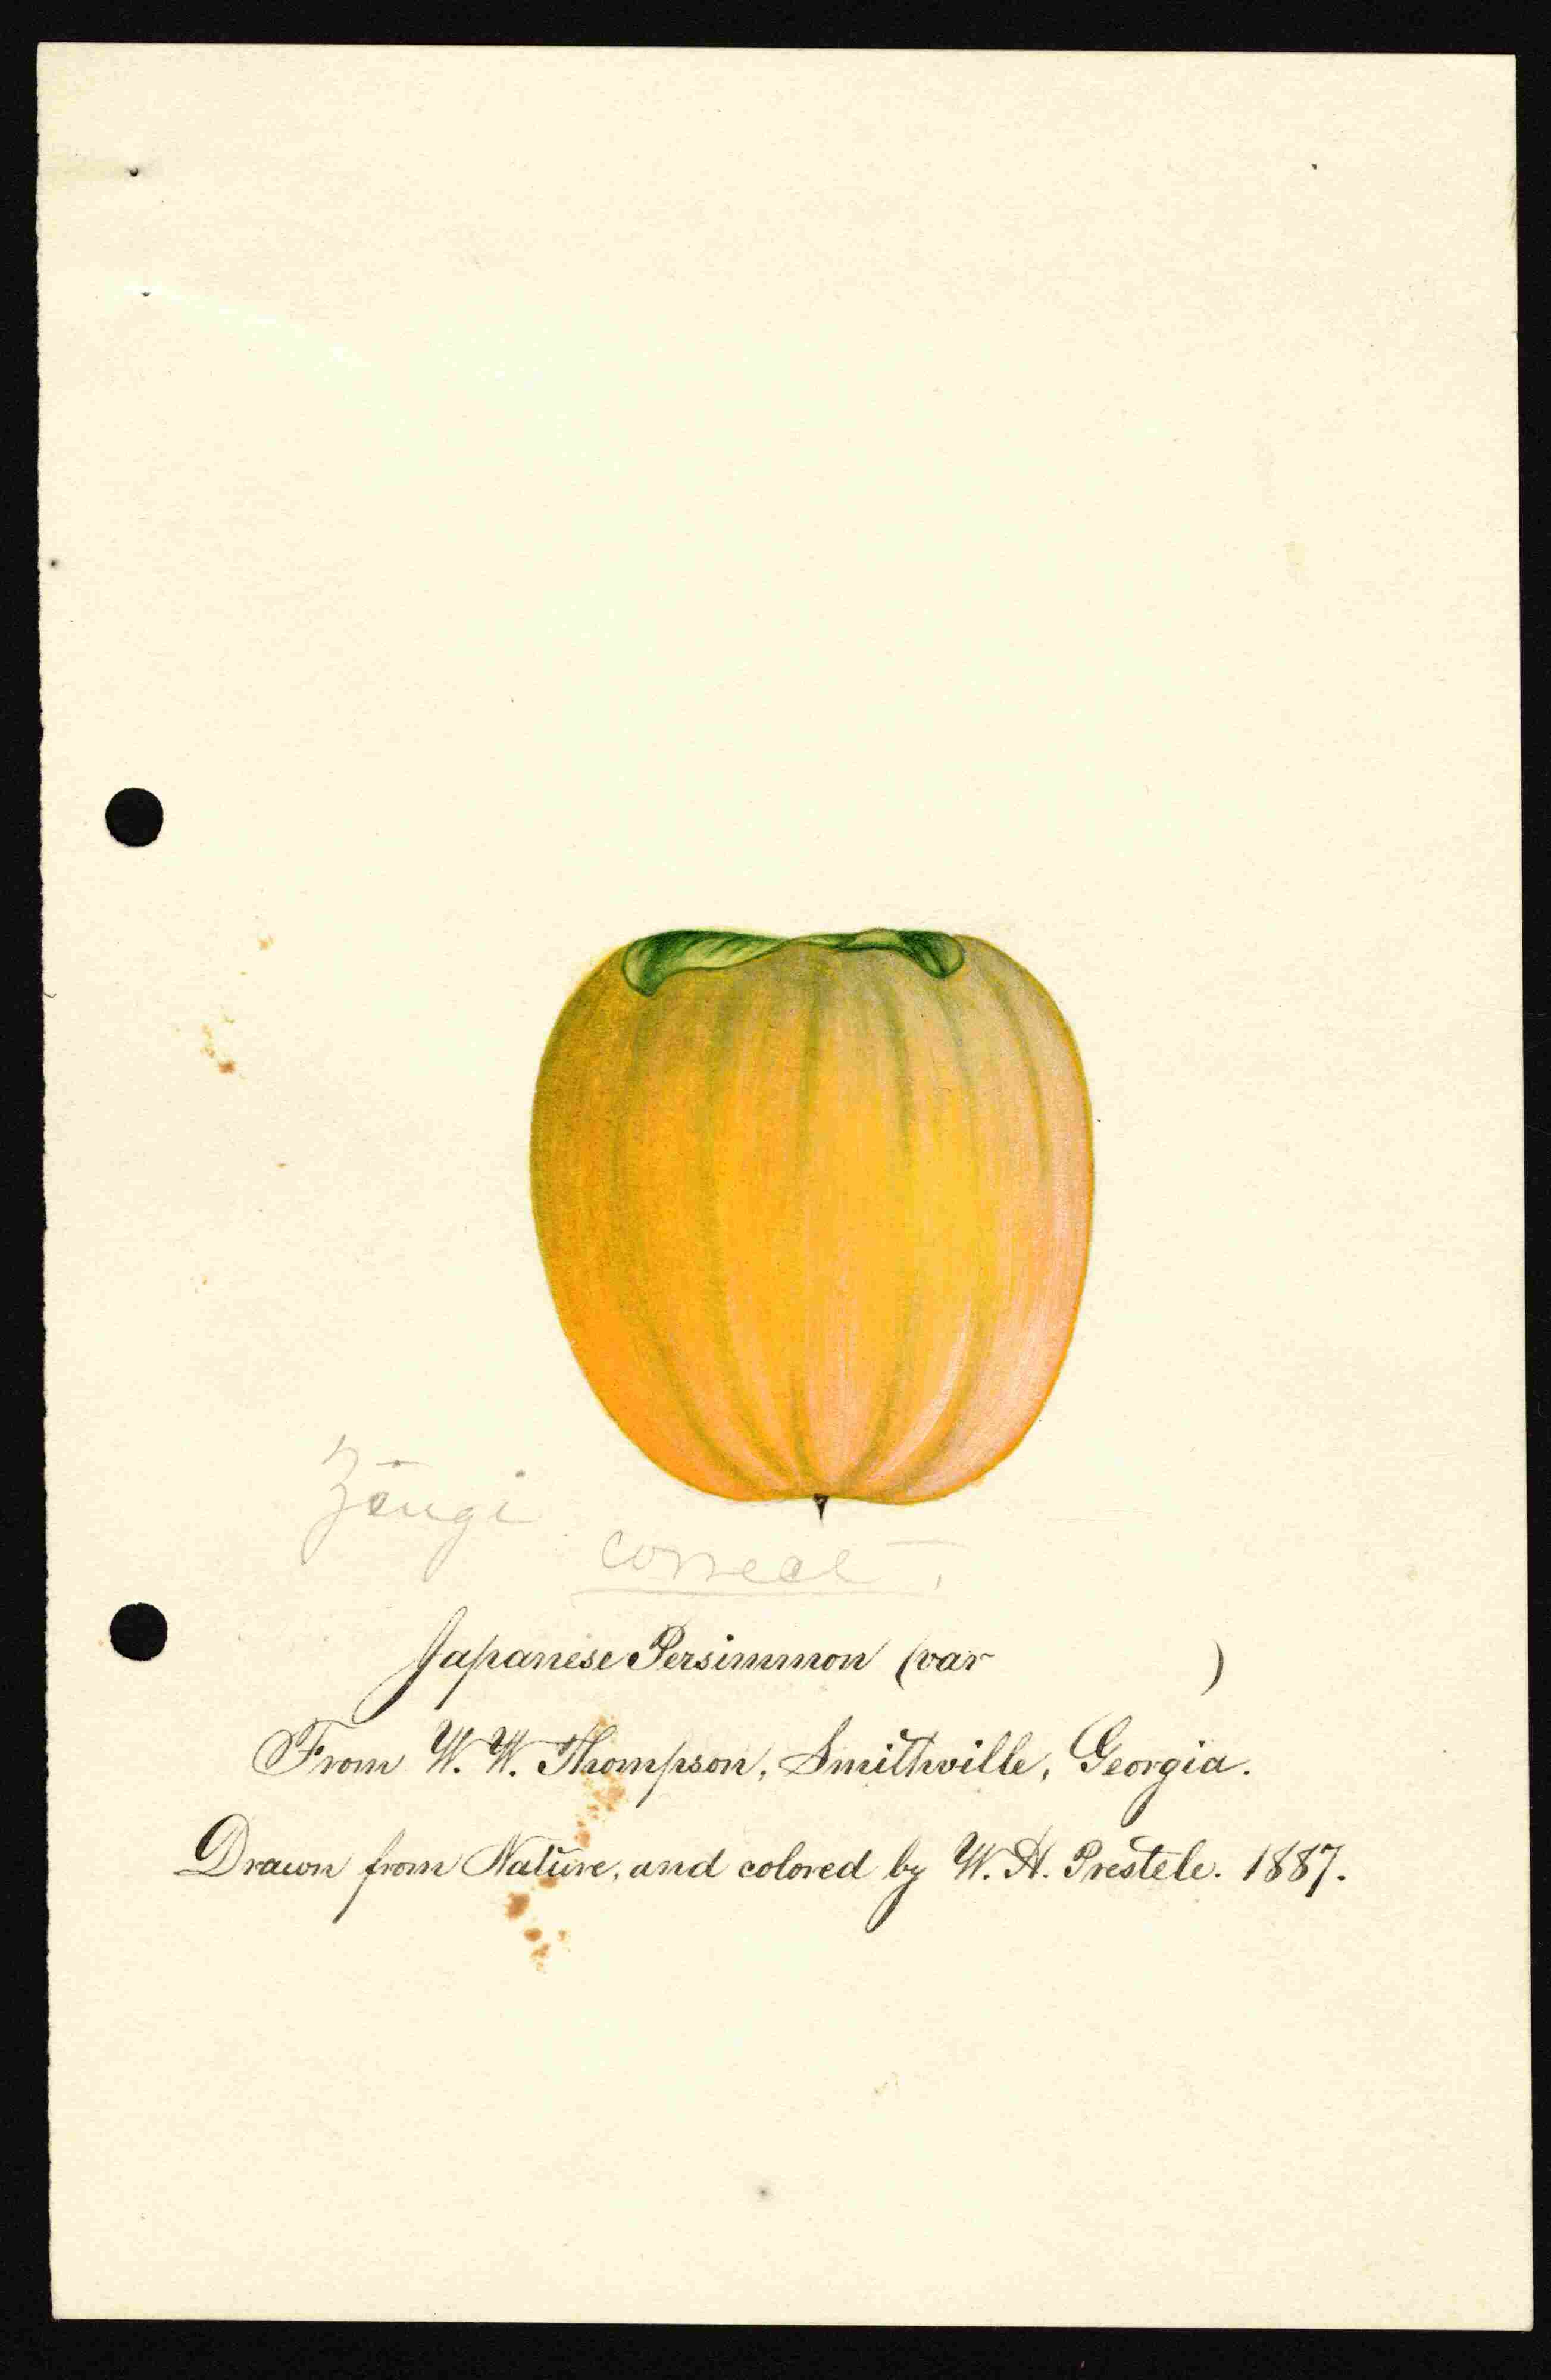 Zengi
correct
Japanese Persimmon (var )
From W. W. Thompson, Smithville, Georgia.
Drawn from Nature, and colored by W. H. Prestele. 1887.